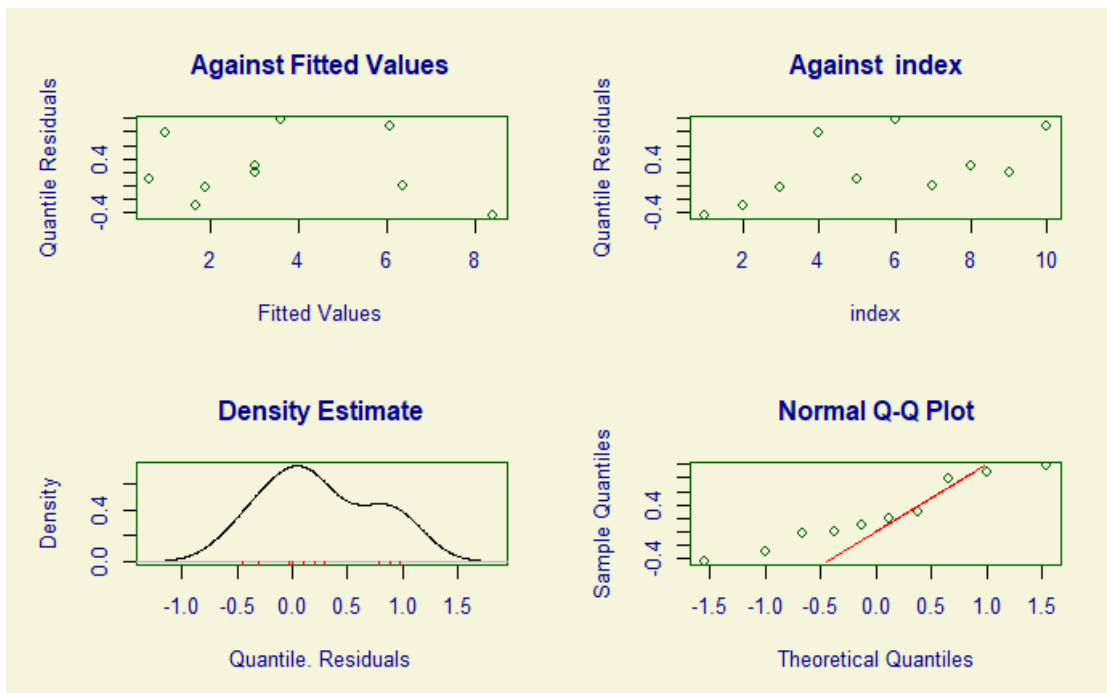 Against Fitted Values
Quantile Residuals
-0.4 0.4
2 4 6 8
Fitted Values
Against index
Quantile Residuals
-0.4 0.4
2 4 6 8 10
index
Density Estimate
Density
0.0 0.4
-1.0 -0.5 0.0 0.5 1.0 1.5
Quantile. Residuals
Normal Q-Q Plot
Sample Quantiles
-0.4 0.4
-1.5 -1.0 -0.5 0.0 0.5 1.0 1.5
Theoretical Quantiles